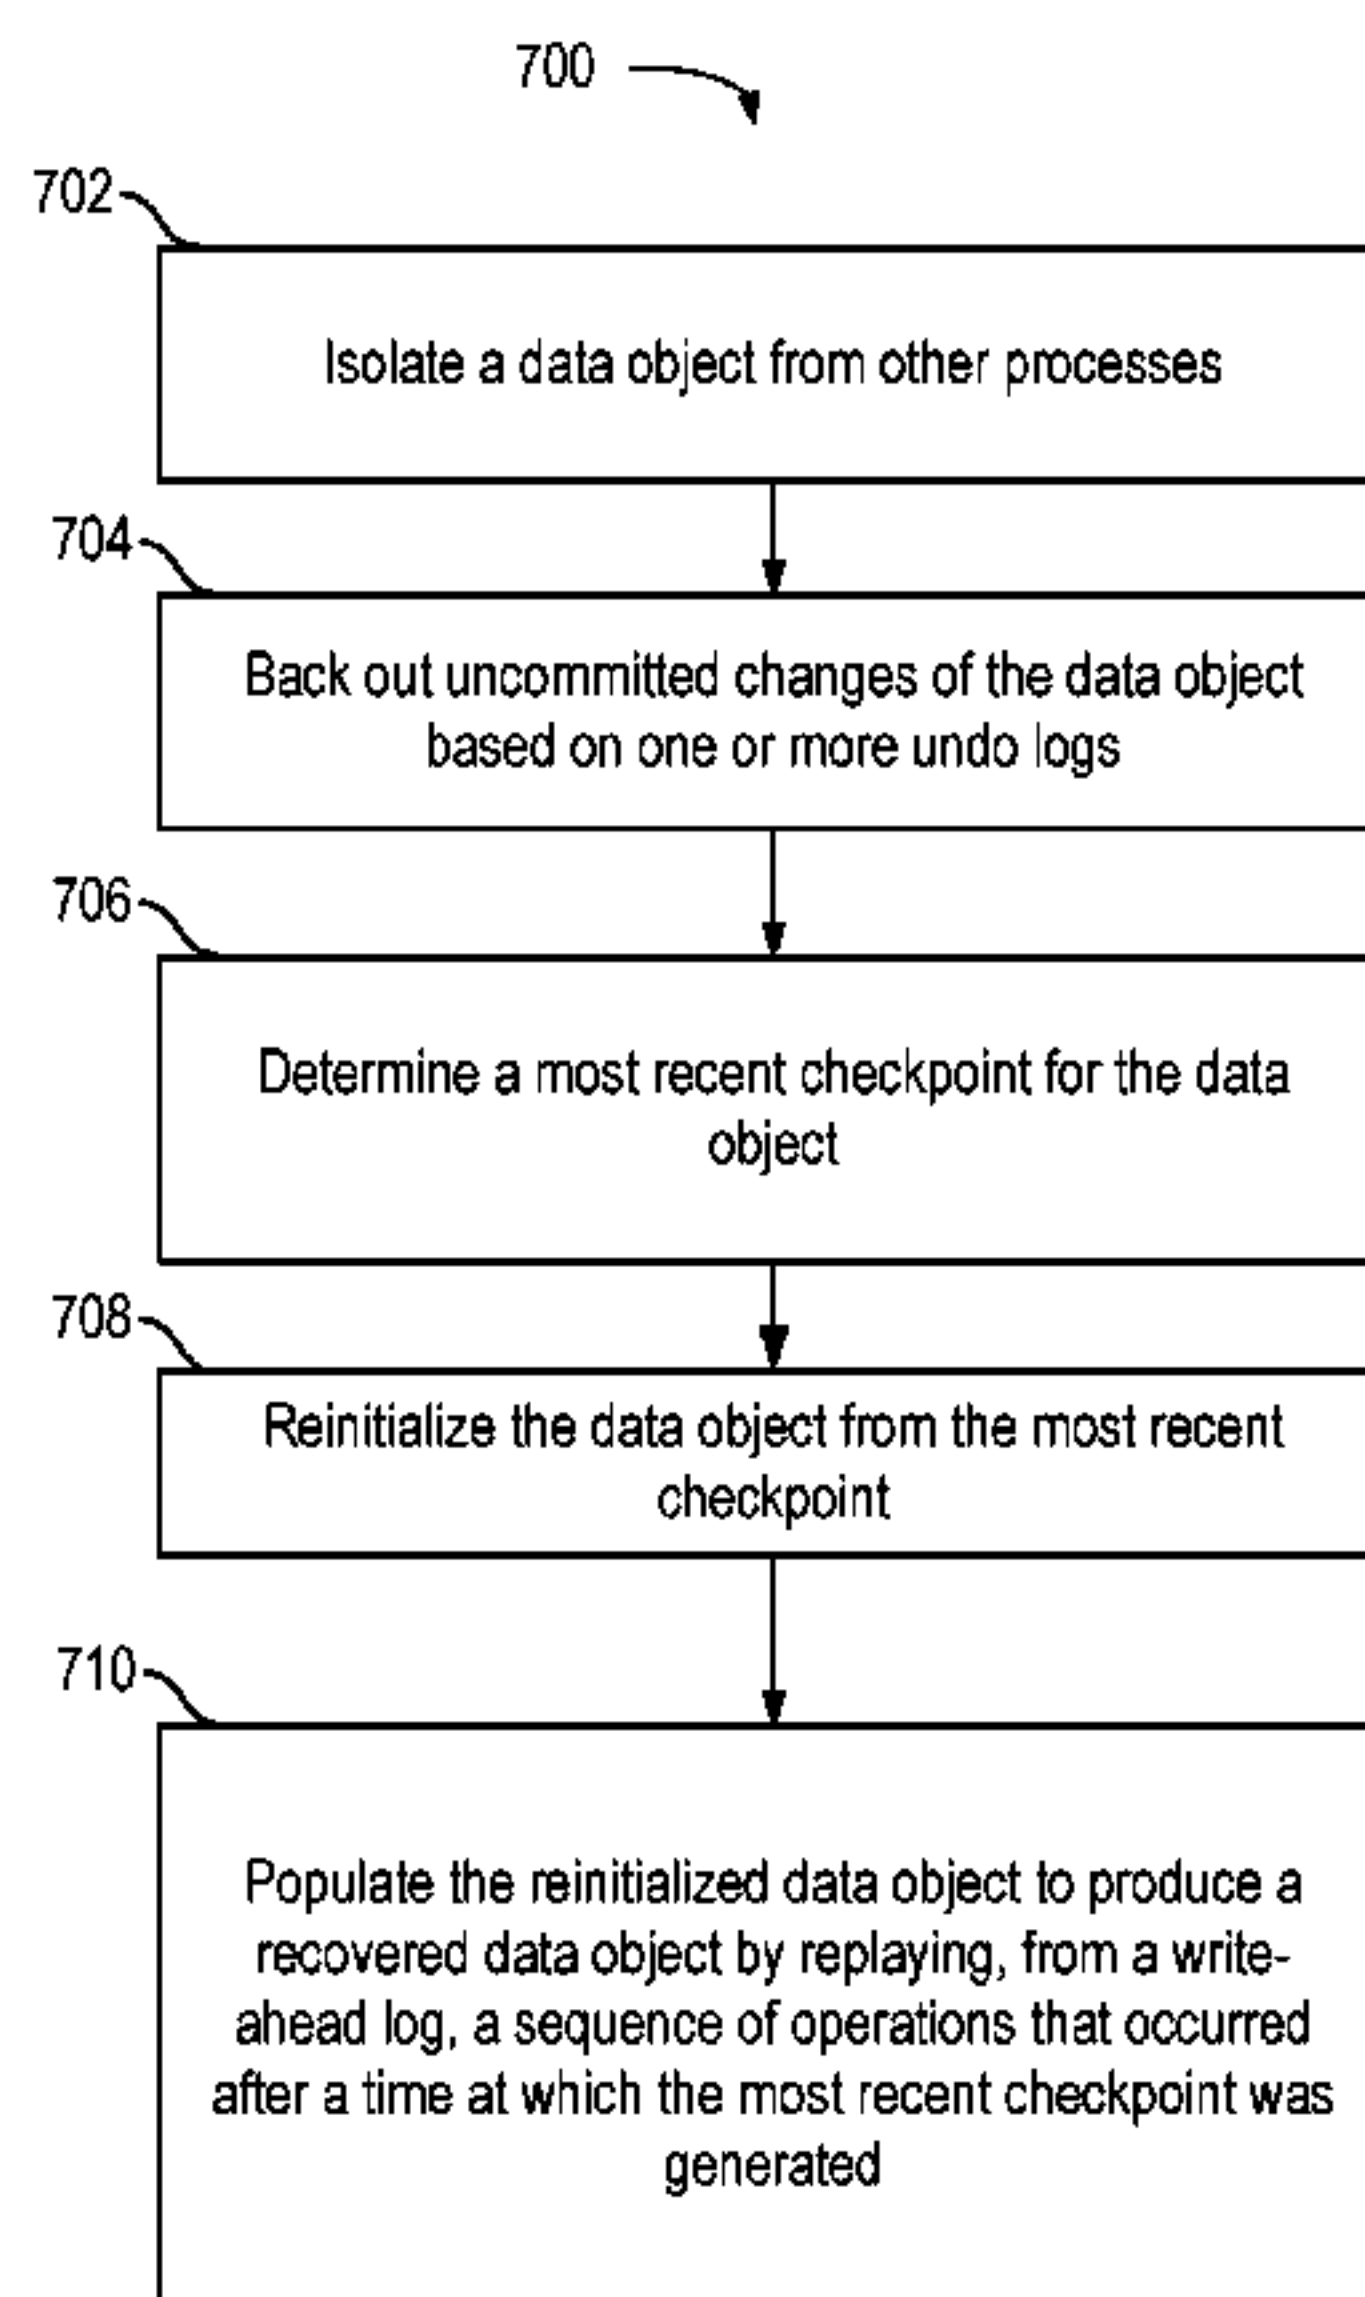 700
702
Isolate a data object from other processes
704
Back out uncommitted changes of the data object
based on one or more undo logs
706
Determine a most recent checkpoint for the data
object
708
Reinitialize the data object from the most recent
checkpoint
710
Populate the reinitialized data object to produce a
recovered data object by replaying, from a write-
ahead log, a sequence of operations that occurred
after a time at which the most recent checkpoint was
generated